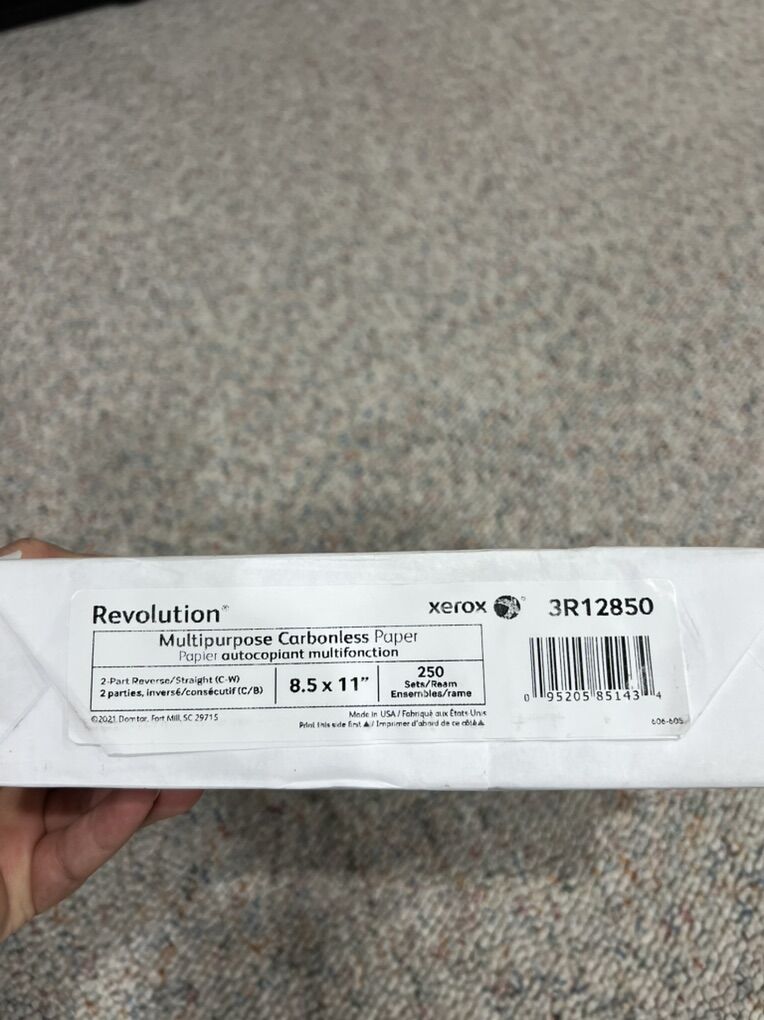 Revolution®
xerox 3R12850
Multipurpose Carbonless Paper
Papier autocopiant multifonction
2-Part Reverse/Straight (C-W)
2 parties, inversé/consécutif (C/B)
8.5 x 11”
250
Sets/Ream
Ensembles/rame
0 95205 85143 4
©2021 Domtar, Fort Mill, SC 29715
Made in USA / Fabriqué aux États-Unis
Print this side first ▲ / Imprimer d'abord de ce côté ▲
606-605